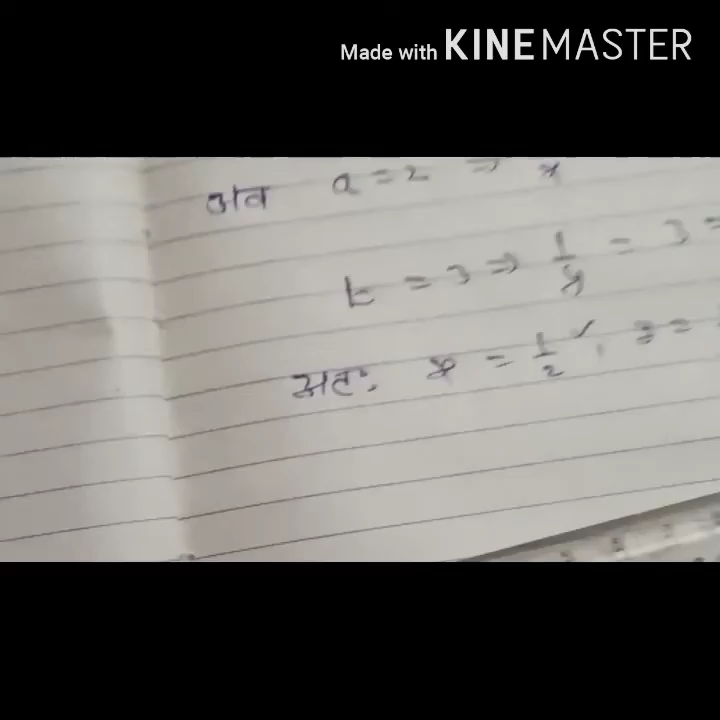 Made with KINEMASTER
अब a = 2 ⇒
= 3 ⇒ 1/y = 3 =
अतः x = 1/2 ,